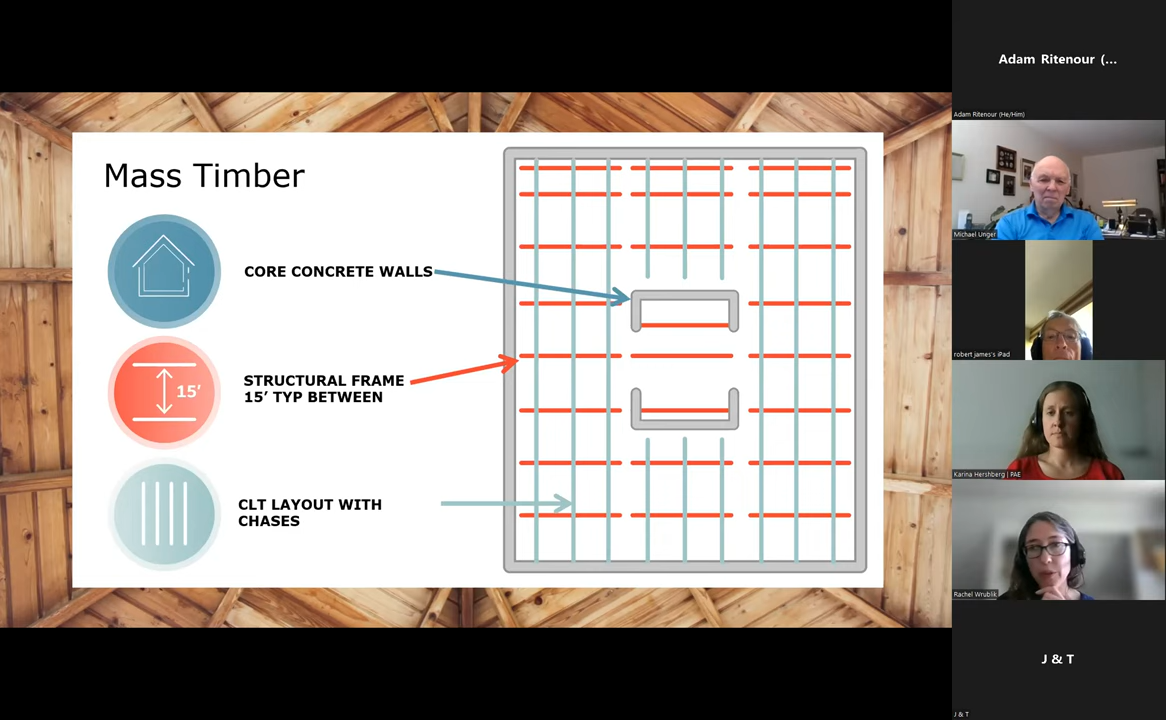 Mass Timber
CORE CONCRETE WALLS
15'
STRUCTURAL FRAME
15' TYP BETWEEN
CLT LAYOUT WITH
CHASES
Adam Ritenour (...
Adam Ritenour (He/Him)
Michael Unger
robert james's iPad
Karina Hershberg | PAE
Rachel Wrublik
J & T
J & T